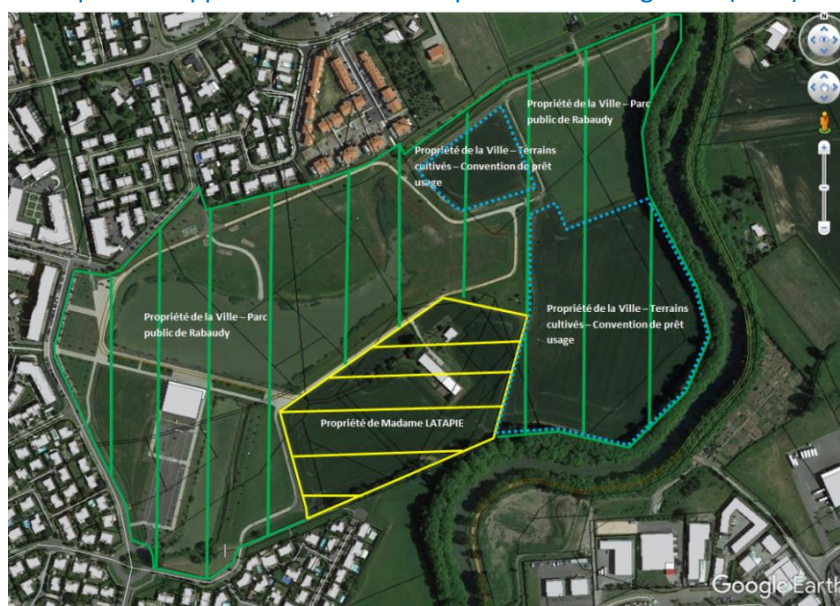 Propriété de la Ville – Parc
public de Rabaudy
Propriété de la Ville – Terrains
cultivés – Convention de prêt
usage
Propriété de la Ville – Terrains
cultivés – Convention de prêt
usage
Propriété de la Ville – Parc
public de Rabaudy
Propriété de Madame LATAPIE
N
Google Earth